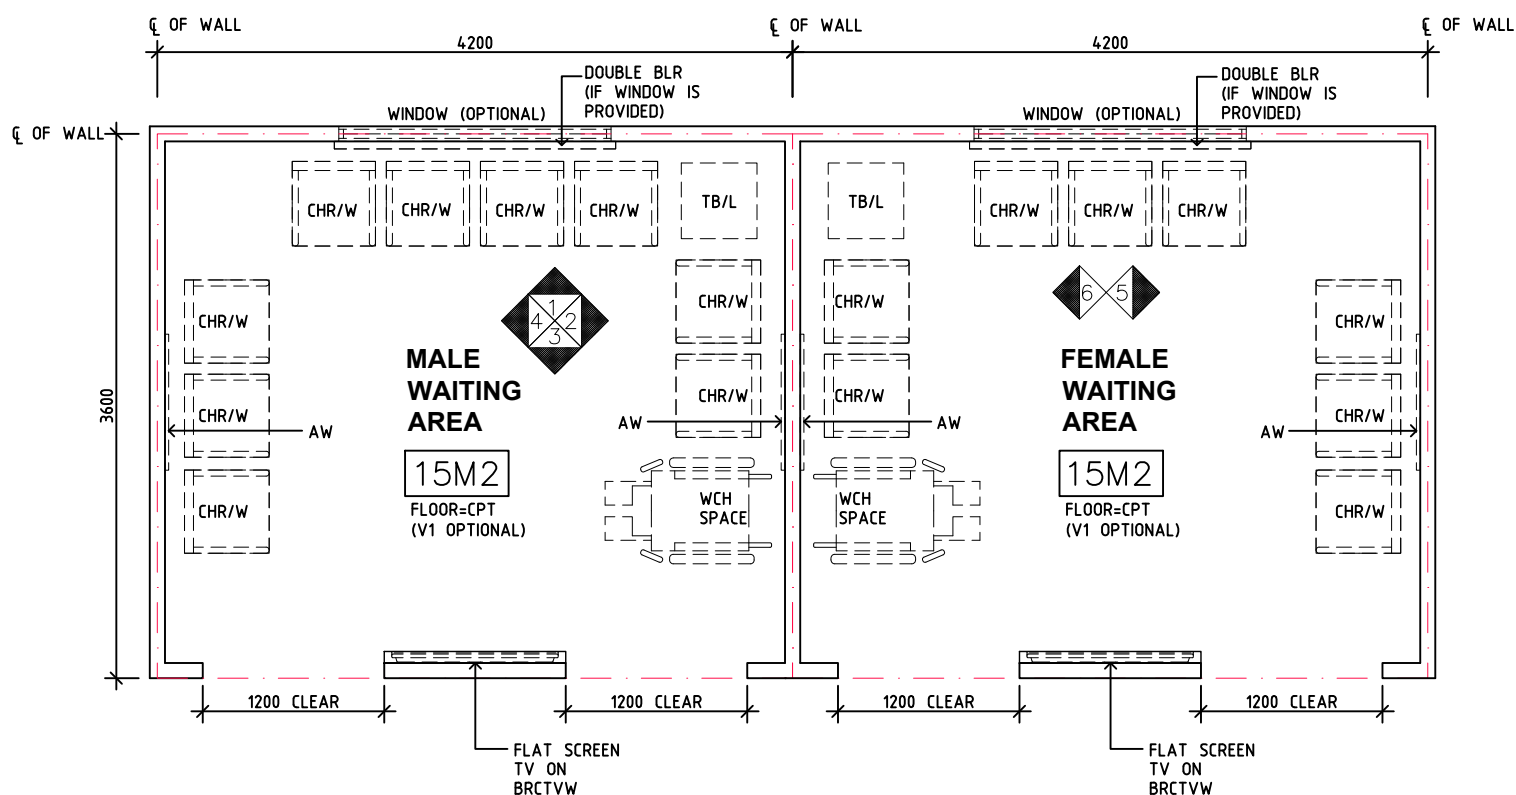 ℄ OF WALL
℄ OF WALL
℄ OF WALL
4200
4200
DOUBLE BLR
(IF WINDOW IS
PROVIDED)
DOUBLE BLR
(IF WINDOW IS
PROVIDED)
WINDOW (OPTIONAL)
WINDOW (OPTIONAL)
℄ OF WALL
CHR/W
CHR/W
CHR/W
CHR/W
TB/L
TB/L
CHR/W
CHR/W
CHR/W
CHR/W
1
4
2
3
CHR/W
CHR/W
6
5
CHR/W
MALE
WAITING
AREA
FEMALE
WAITING
AREA
3600
CHR/W
AW
CHR/W
AW
CHR/W
AW
CHR/W
AW
15M2
15M2
FLOOR=CPT
(V1 OPTIONAL)
FLOOR=CPT
(V1 OPTIONAL)
CHR/W
WCH
SPACE
WCH
SPACE
CHR/W
1200 CLEAR
1200 CLEAR
1200 CLEAR
1200 CLEAR
FLAT SCREEN
TV ON
BRCTVW
FLAT SCREEN
TV ON
BRCTVW